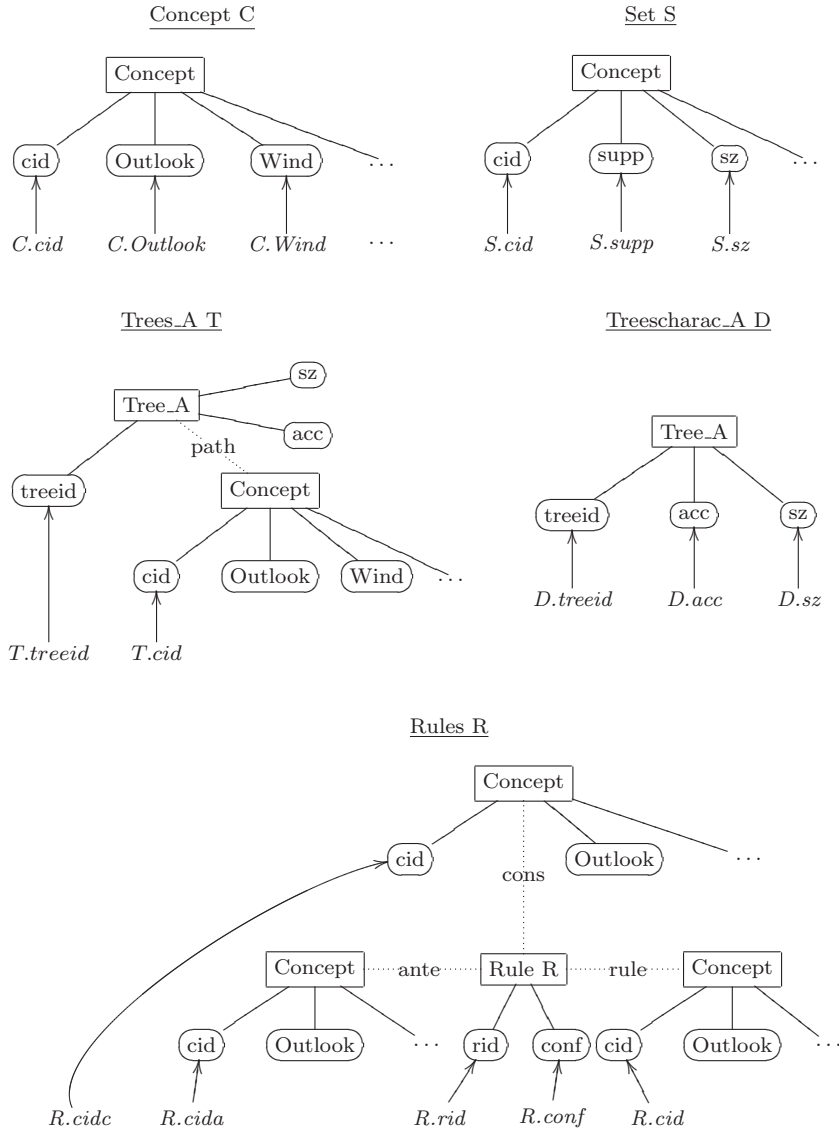 Concept C
Set S
Concept
Concept
cid
Outlook
Wind
...
cid
supp
sz
...
C.cid
C.Outlook
C.Wind
...
S.cid
S.supp
S.sz
Trees_A T
Treescharac_A D
sz
Tree_A
acc
path
Tree_A
treeid
Concept
treeid
acc
sz
cid
Outlook
Wind
...
D.treeid
D.acc
D.sz
T.treeid
T.cid
Rules R
Concept
cid
Outlook
...
cons
Concept
ante
Rule R
rule
Concept
cid
Outlook
...
rid
conf
cid
Outlook
...
R.cidc
R.cida
R.rid
R.conf
R.cid